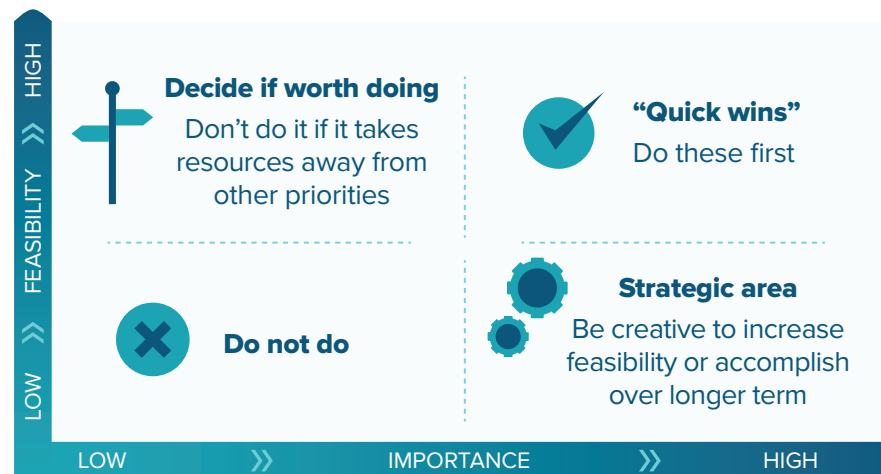 HIGH
FEASIBILITY
LOW
Decide if worth doing
Don’t do it if it takes
resources away from
other priorities
“Quick wins”
Do these first
Do not do
Strategic area
Be creative to increase
feasibility or accomplish
over longer term
LOW
IMPORTANCE
HIGH